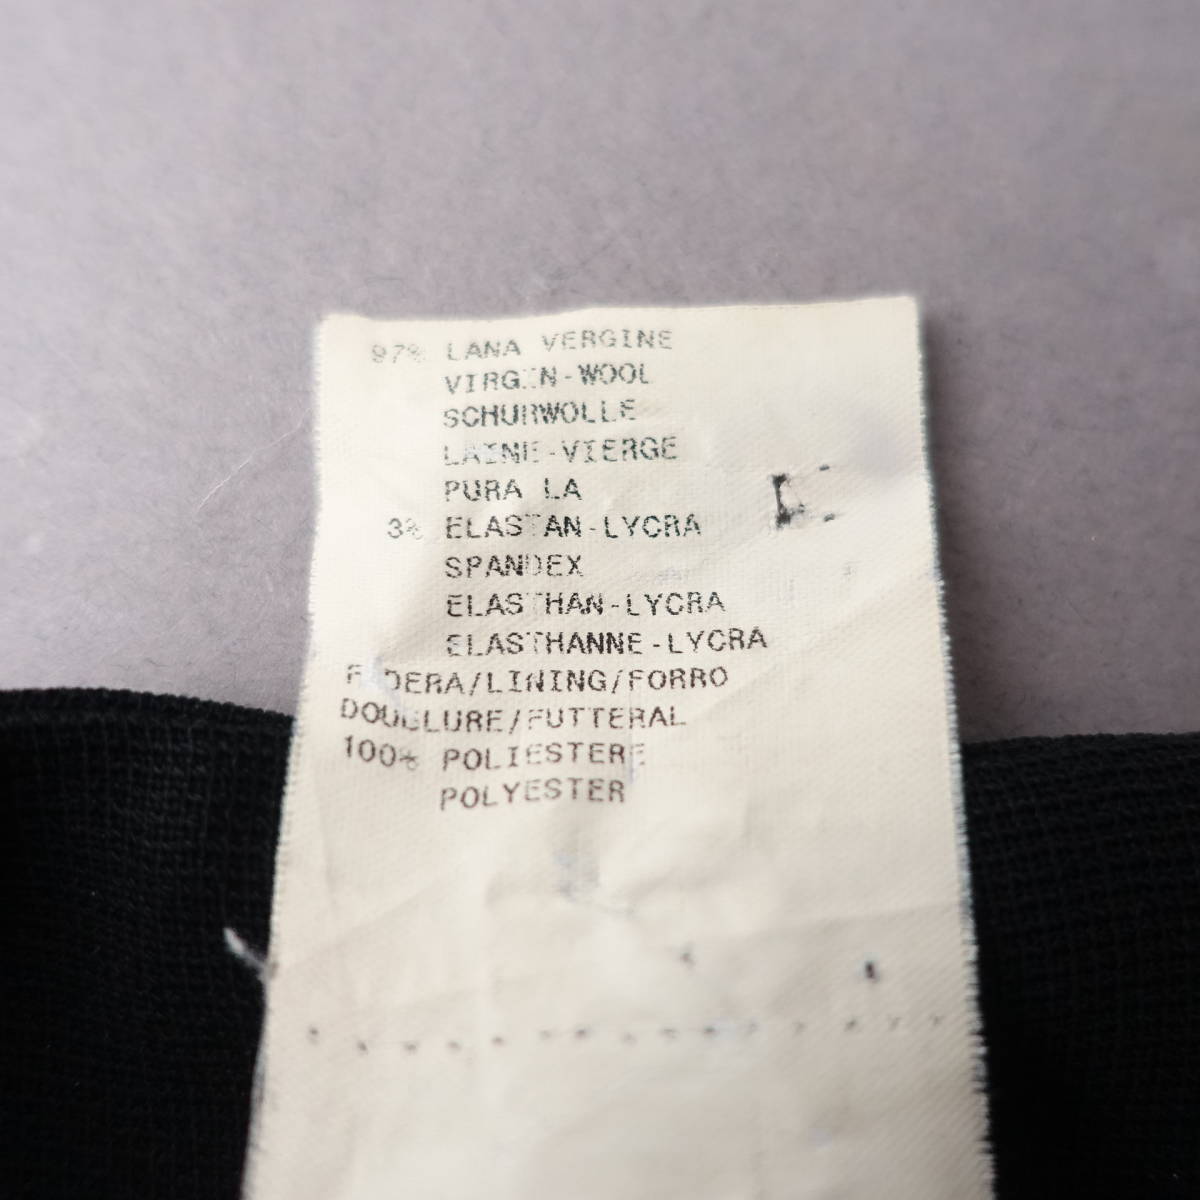 97% LANA VERGINE
VIRGIN-WOOL
SCHURWOLLE
LAINE-VIERGE
PURA LA
3% ELASTAN-LYCRA
SPANDEX
ELASTHAN-LYCRA
ELASTHANNE-LYCRA
FODERA/LINING/FORRO
DOUBLURE/FUTTERAL
100% POLIESTERE
POLYESTER